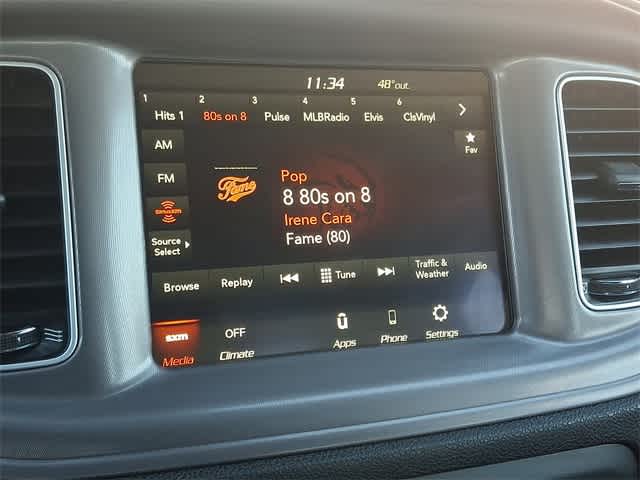 11:34 48°out.
1 2 3 4 5 6
Hits 1 80s on 8 Pulse MLBRadio Elvis ClsVinyl
AM
Fav
FM
Pop
Fame
8 80s on 8
siriusxm
Irene Cara
Fame (80)
Source
Select
Browse Replay Tune Traffic &
Weather Audio
sxm
Media
OFF
Climate
ū
Apps
Phone
Settings